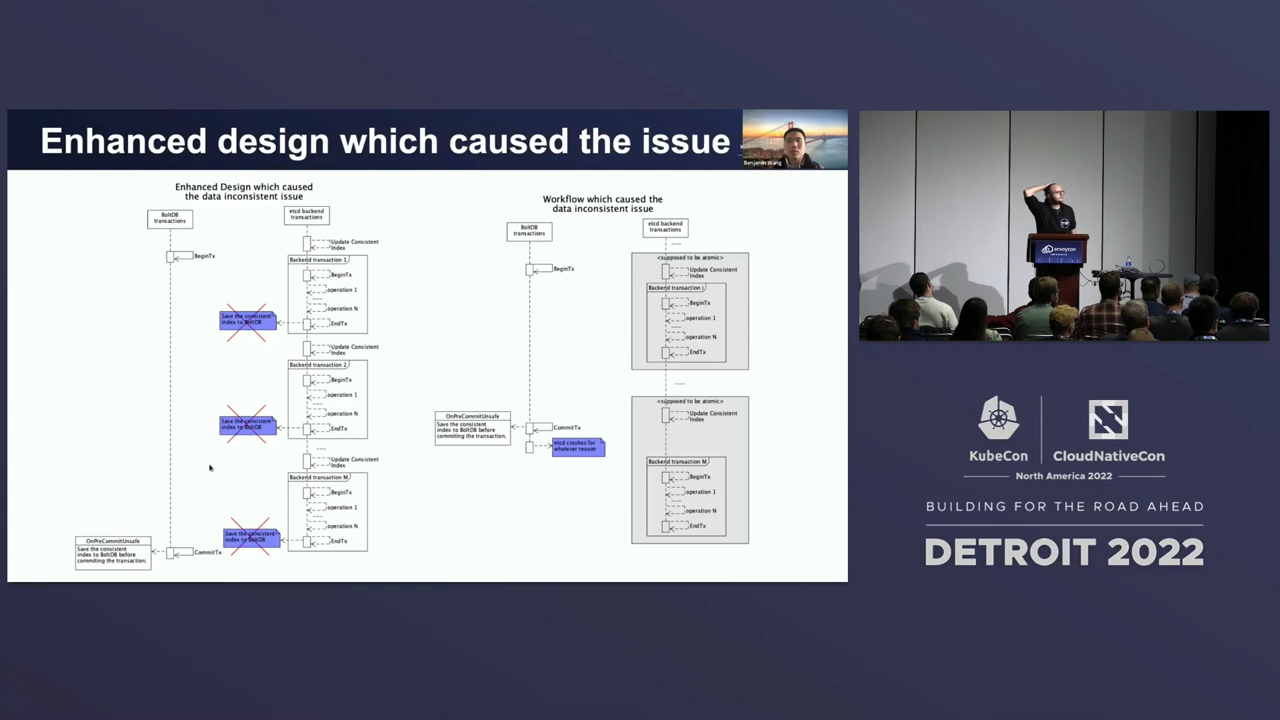 Enhanced design which caused the issue
Benjamin Wang
Enhanced Design which caused
the data inconsistent issue
BoltDB
transactions
etcd backend
transactions
Update Consistent
Index
BeginTx
Backend transaction 1
BeginTx
operation 1
......
operation N
EndTx
Save the consistent
index to BoltDB
Update Consistent
Index
Backend transaction 2
BeginTx
operation 1
......
operation N
EndTx
Save the consistent
index to BoltDB
......
Update Consistent
Index
Backend transaction M
BeginTx
operation 1
......
operation N
EndTx
Save the consistent
index to BoltDB
OnPreCommitUnsafe
Save the consistent
index to BoltDB before
commiting the transaction.
CommitTx
Workflow which caused the
data inconsistent issue
BoltDB
transactions
etcd backend
transactions
......
BeginTx
<supposed to be atomic>
Update Consistent
Index
Backend transaction i
BeginTx
operation 1
......
operation N
EndTx
......
<supposed to be atomic>
Update Consistent
Index
OnPreCommitUnsafe
Save the consistent
index to BoltDB before
commiting the transaction.
CommitTx
etcd crashes for
whatever reason
Backend transaction M
BeginTx
operation 1
......
operation N
EndTx
envoycon
KubeCon
CloudNativeCon
North America 2022
BUILDING FOR THE ROAD AHEAD
DETROIT 2022